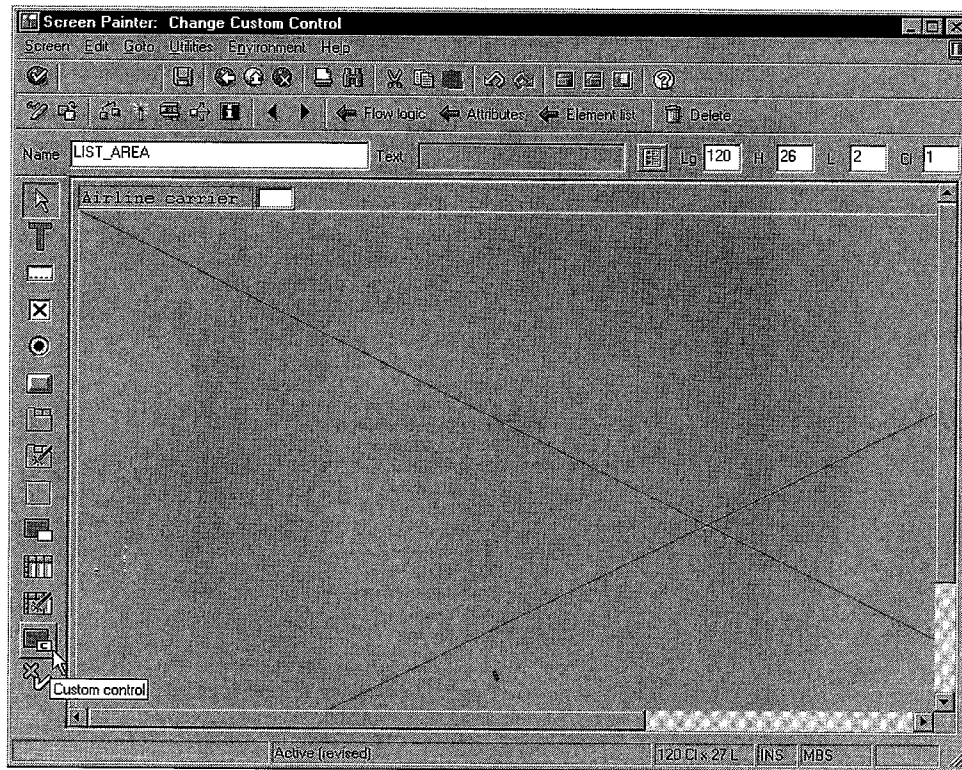 Screen Painter: Change Custom Control
Screen Edit Goto Utilities Environment Help
Flow logic Attributes Element list Delete
Name LIST_AREA Text Lg 120 H 26 L 2 Cl 1
Airline carrier
Custom control
Active (revised) 120 Cl x 27 L INS MBS